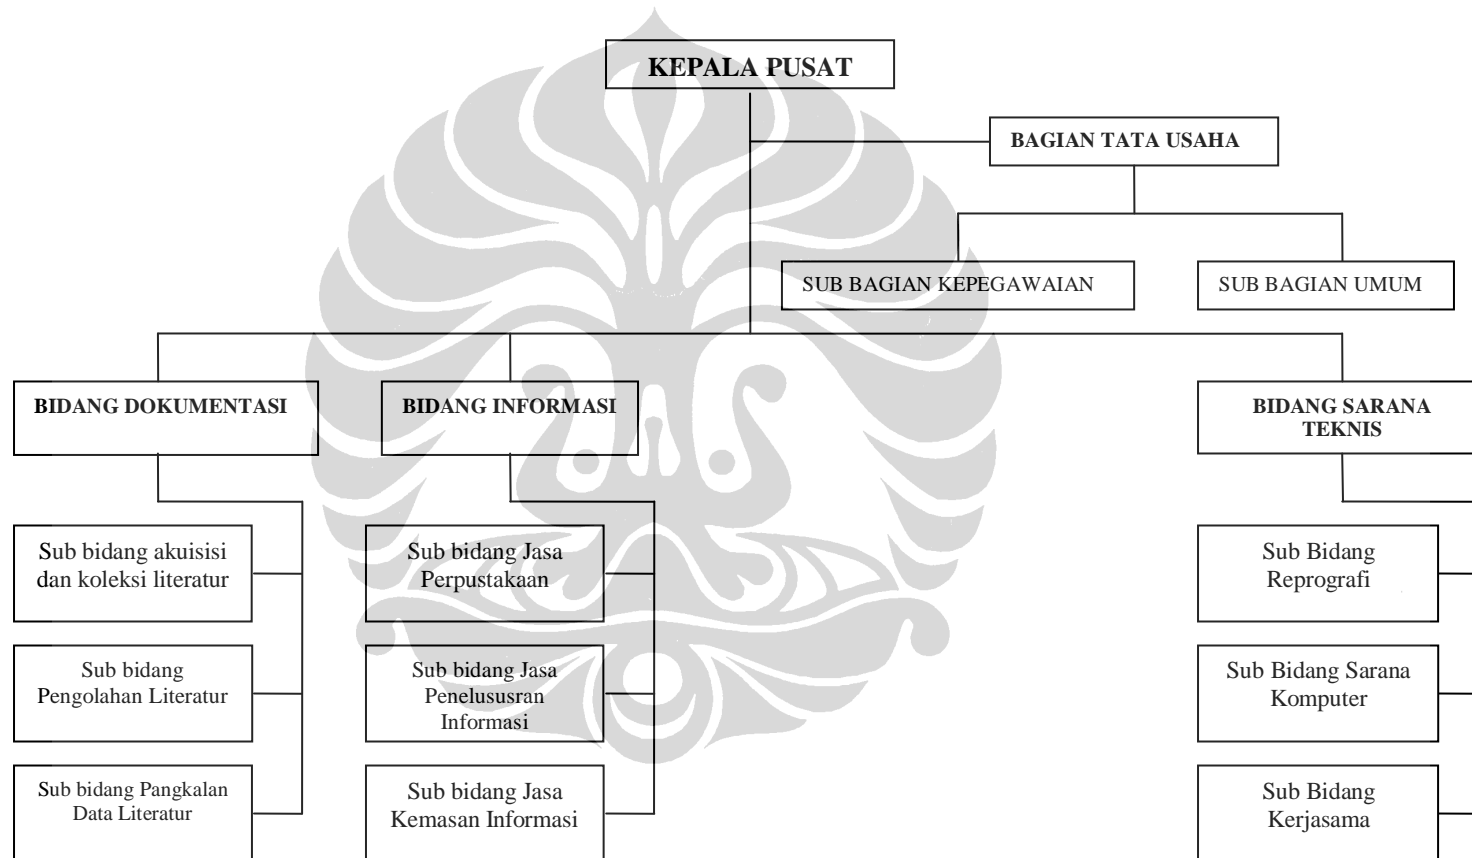 KEPALA PUSAT
BAGIAN TATA USAHA
SUB BAGIAN KEPEGAWAIAN
SUB BAGIAN UMUM
BIDANG DOKUMENTASI
BIDANG INFORMASI
BIDANG SARANA
TEKNIS
Sub bidang akuisisi
dan koleksi literatur
Sub bidang Jasa
Perpustakaan
Sub Bidang
Reprografi
Sub bidang
Pengolahan Literatur
Sub bidang Jasa
Penelususran
Informasi
Sub Bidang Sarana
Komputer
Sub bidang Pangkalan
Data Literatur
Sub bidang Jasa
Kemasan Informasi
Sub Bidang
Kerjasama